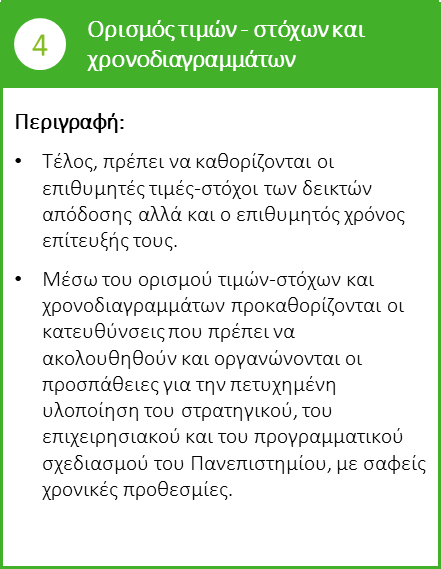 4
Ορισμός τιμών - στόχων και
χρονοδιαγραμμάτων
Περιγραφή:
• Τέλος, πρέπει να καθορίζονται οι
επιθυμητές τιμές-στόχοι των δεικτών
απόδοσης αλλά και ο επιθυμητός χρόνος
επίτευξής τους.
• Μέσω του ορισμού τιμών-στόχων και
χρονοδιαγραμμάτων προκαθορίζονται οι
κατευθύνσεις που πρέπει να
ακολουθηθούν και οργανώνονται οι
προσπάθειες για την πετυχημένη
υλοποίηση του στρατηγικού, του
επιχειρησιακού και του προγραμματικού
σχεδιασμού του Πανεπιστημίου, με σαφείς
χρονικές προθεσμίες.